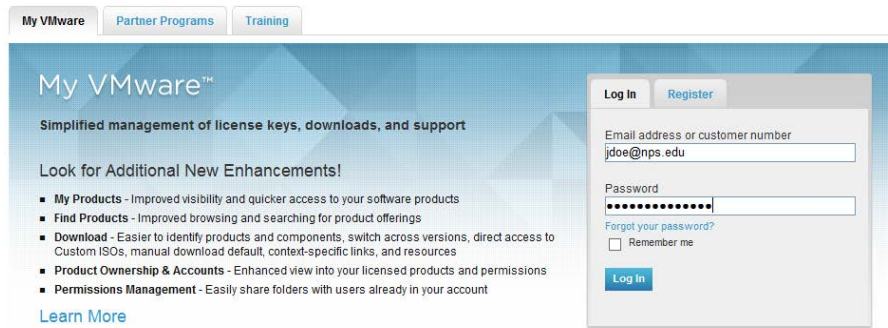 My VMware
Partner Programs
Training
My VMware™
Simplified management of license keys, downloads, and support
Look for Additional New Enhancements!
▪ My Products - Improved visibility and quicker access to your software products
▪ Find Products - Improved browsing and searching for product offerings
▪ Download - Easier to identify products and components, switch across versions, direct access to
Custom ISOs, manual download default, context-specific links, and resources
▪ Product Ownership & Accounts - Enhanced view into your licensed products and permissions
▪ Permissions Management - Easily share folders with users already in your account
Learn More
Log In
Register
Email address or customer number
jdoe@nps.edu
Password
●●●●●●●●●●●●●●
Forgot your password?
Remember me
Log In